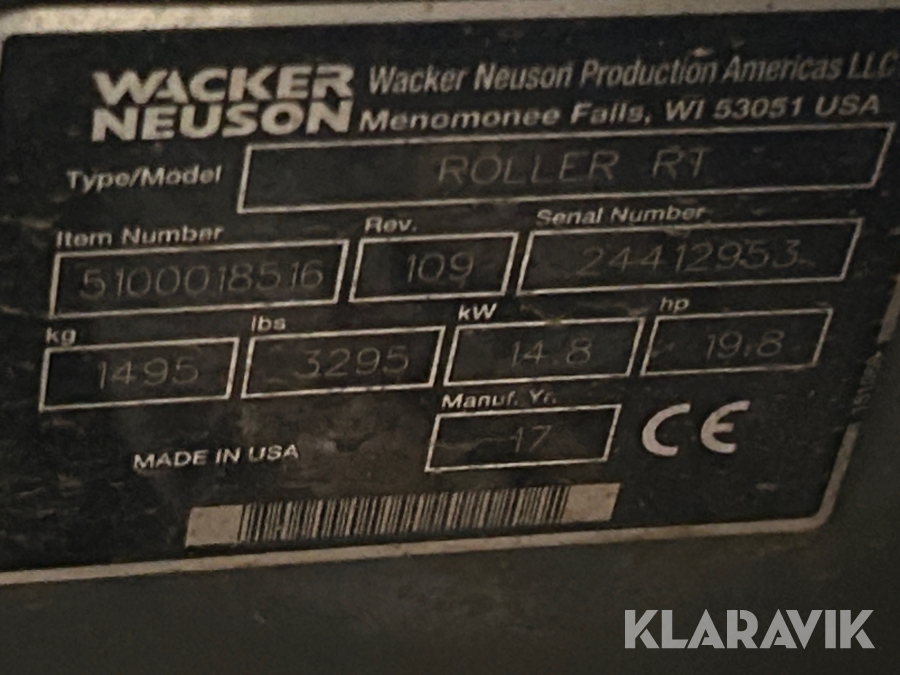 WACKER NEUSON
Wacker Neuson Production Americas LLC
Menomonee Falls, WI 53051 USA
Type/Model ROLLER RT
Item Number Rev. Serial Number
5100018516 109 24412953
kg lbs kW hp
1495 3295 14.8 19.8
Manuf. Yr.
17
CE
MADE IN USA
KLARAVIK